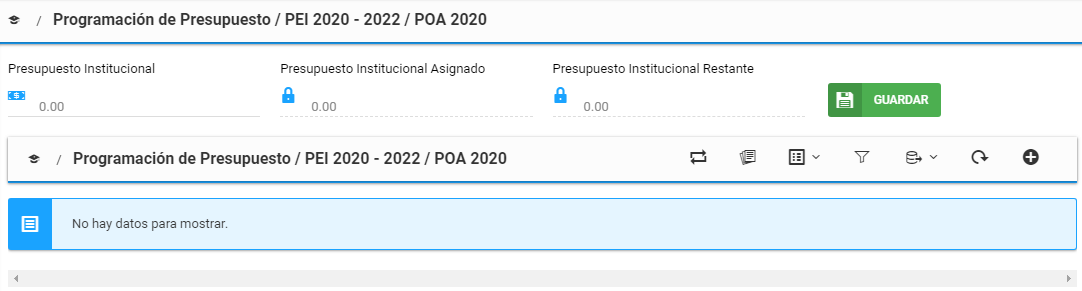 / Programación de Presupuesto / PEI 2020 - 2022 / POA 2020
Presupuesto Institucional Presupuesto Institucional Asignado Presupuesto Institucional Restante
0.00 0.00 0.00 GUARDAR
/ Programación de Presupuesto / PEI 2020 - 2022 / POA 2020
No hay datos para mostrar.